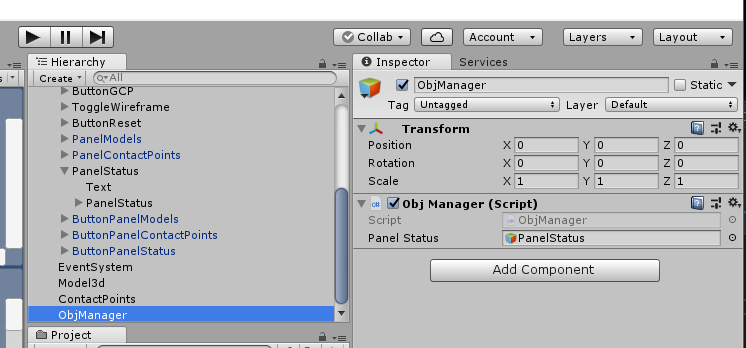 Collab
Account
Layers
Layout
Hierarchy
Create
All
ButtonGCP
ToggleWireframe
ButtonReset
PanelModels
PanelContactPoints
PanelStatus
Text
PanelStatus
ButtonPanelModels
ButtonPanelContactPoints
ButtonPanelStatus
EventSystem
Model3d
ContactPoints
ObjManager
Project
Inspector Services
ObjManager Static
Tag Untagged Layer Default
Transform
Position X 0 Y 0 Z 0
Rotation X 0 Y 0 Z 0
Scale X 1 Y 1 Z 1
Obj Manager (Script)
Script ObjManager
Panel Status PanelStatus
Add Component